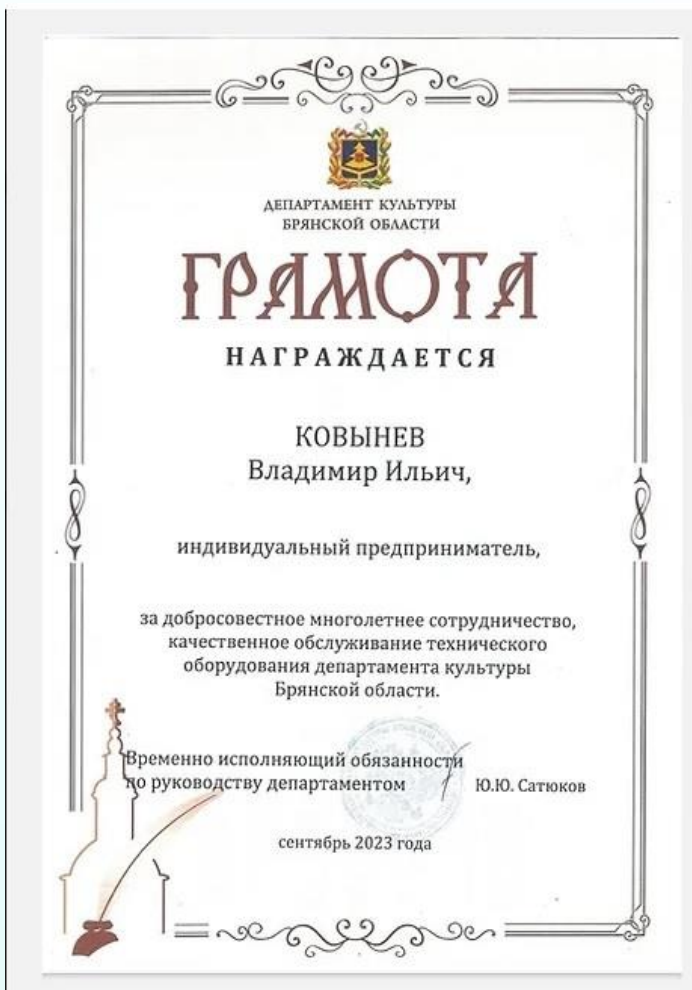 ДЕПАРТАМЕНТ КУЛЬТУРЫ
БРЯНСКОЙ ОБЛАСТИ
ГРАМОТА
НАГРАЖДАЕТСЯ
КОВЫНЕВ
Владимир Ильич,
индивидуальный предприниматель,
за добросовестное многолетнее сотрудничество,
качественное обслуживание технического
оборудования департамента культуры
Брянской области.
Временно исполняющий обязанности
по руководству департаментом
Ю.Ю. Сатюков
сентябрь 2023 года